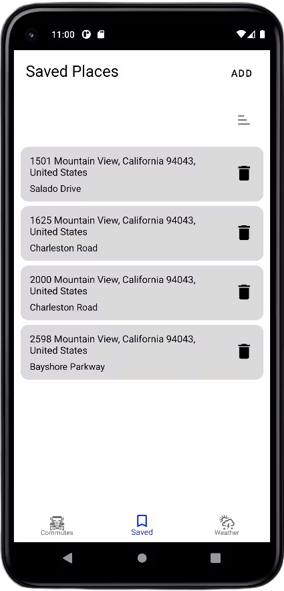 11:00
Saved Places
ADD
1501 Mountain View, California 94043,
United States
Salado Drive
1625 Mountain View, California 94043,
United States
Charleston Road
2000 Mountain View, California 94043,
United States
Charleston Road
2598 Mountain View, California 94043,
United States
Bayshore Parkway
Commutes
Saved
Weather